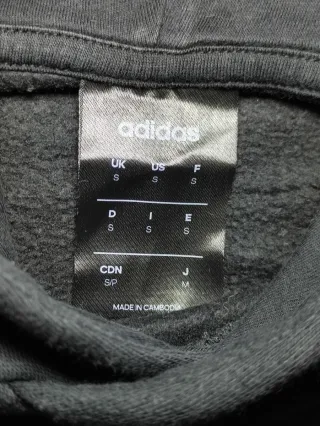 adidas
UK US F
S S S
D I E
S S S
CDN J
S/P M
MADE IN CAMBODIA